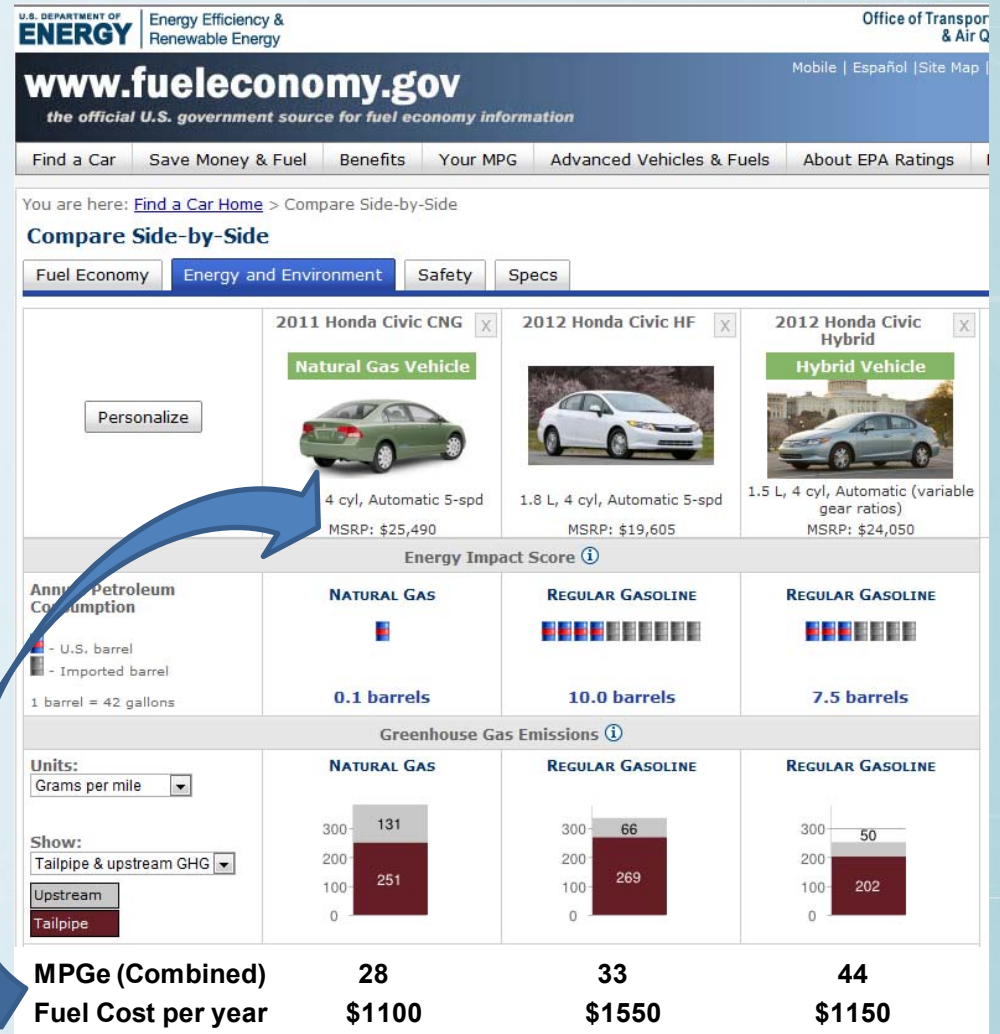 U.S. DEPARTMENT OF
ENERGY
Energy Efficiency &
Renewable Energy
Office of Transpor
& Air Q
www.fueleconomy.gov
the official U.S. government source for fuel economy information
Mobile | Español |Site Map |
Find a Car Save Money & Fuel Benefits Your MPG Advanced Vehicles & Fuels About EPA Ratings
You are here: Find a Car Home > Compare Side-by-Side
Compare Side-by-Side
Fuel Economy Energy and Environment Safety Specs
2011 Honda Civic CNG X 2012 Honda Civic HF X 2012 Honda Civic X
Hybrid
Natural Gas Vehicle Hybrid Vehicle
Personalize
4 cyl, Automatic 5-spd 1.8 L, 4 cyl, Automatic 5-spd 1.5 L, 4 cyl, Automatic (variable
gear ratios)
MSRP: $25,490 MSRP: $19,605 MSRP: $24,050
Energy Impact Score i
Petroleum
NATURAL GAS REGULAR GASOLINE REGULAR GASOLINE
- U.S. barrel
- Imported barrel
1 barrel = 42 gallons
0.1 barrels 10.0 barrels 7.5 barrels
Greenhouse Gas Emissions i
Units:
Grams per mile
NATURAL GAS REGULAR GASOLINE REGULAR GASOLINE
Show:
Tailpipe & upstream GHG
Upstream
Tailpipe
300 200 100 0 131 251
300 200 100 0 66 269
300 200 100 0 50 202
MPGe (Combined) 28 33 44
Fuel Cost per year $1100 $1550 $1150